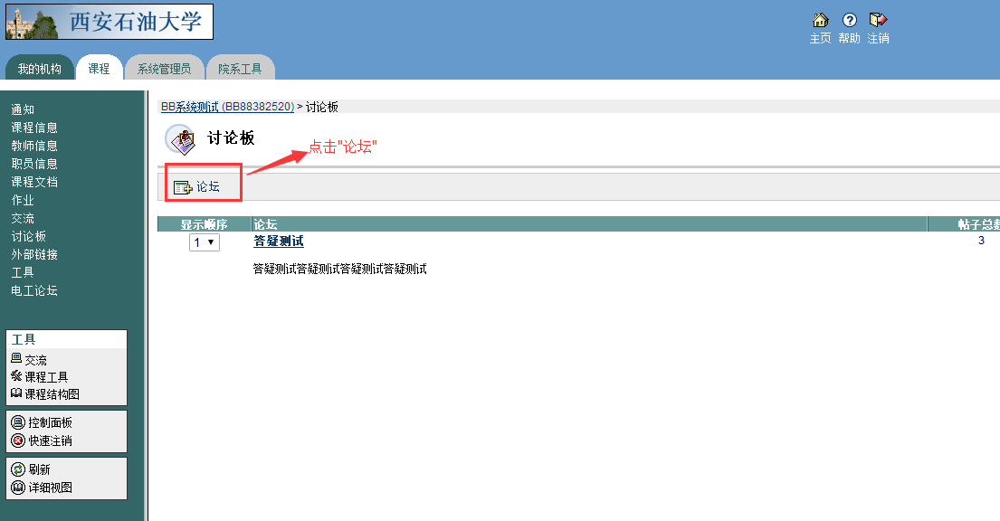 西安石油大学
主页 帮助 注销
我的机构 课程 系统管理员 院系工具
通知
课程信息
教师信息
职员信息
课程文档
作业
交流
讨论板
外部链接
工具
电工论坛
工具
交流
课程工具
课程结构图
控制面板
快速注销
刷新
详细视图
BB系统测试 (BB88382520) > 讨论板
讨论板
点击"论坛"
论坛
显示顺序 论坛 帖子总数
1 答疑测试 3
答疑测试答疑测试答疑测试答疑测试